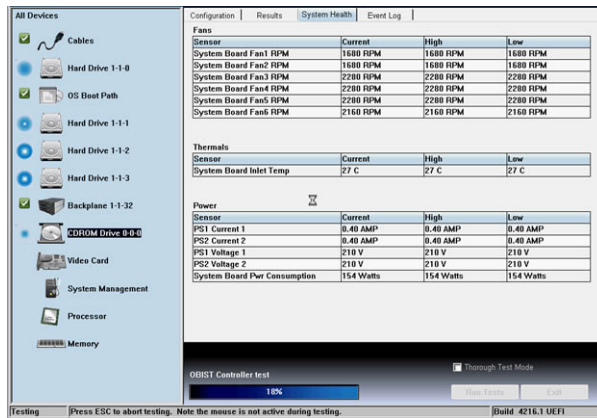 All Devices
Cables
Hard Drive 1-1-0
OS Boot Path
Hard Drive 1-1-1
Hard Drive 1-1-2
Hard Drive 1-1-3
Backplane 1-1-32
CDROM Drive 0-0-0
Video Card
System Management
Processor
Memory
Configuration Results System Health Event Log
Fans
Sensor Current High Low
System Board Fan1 RPM 1680 RPM 1680 RPM 1680 RPM
System Board Fan2 RPM 1680 RPM 1680 RPM 1680 RPM
System Board Fan3 RPM 2280 RPM 2280 RPM 2280 RPM
System Board Fan4 RPM 2280 RPM 2280 RPM 2280 RPM
System Board Fan5 RPM 2280 RPM 2280 RPM 2280 RPM
System Board Fan6 RPM 2160 RPM 2160 RPM 2160 RPM
Thermals
Sensor Current High Low
System Board Inlet Temp 27 C 27 C 27 C
Power
Sensor Current High Low
PS1 Current 1 0.40 AMP 0.40 AMP 0.40 AMP
PS2 Current 2 0.40 AMP 0.40 AMP 0.40 AMP
PS1 Voltage 1 210 V 210 V 210 V
PS2 Voltage 2 210 V 210 V 210 V
System Board Pwr Consumption 154 Watts 154 Watts 154 Watts
OBIST Controller test
18%
Thorough Test Mode
Run Tests Exit
Testing Press ESC to abort testing. Note the mouse is not active during testing. Build 4216.1 UEFI